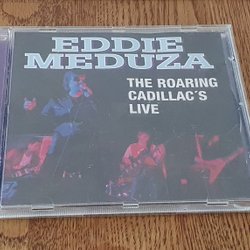 EDDIE
MEDUZA
THE ROARING
CADILLAC'S
LIVE